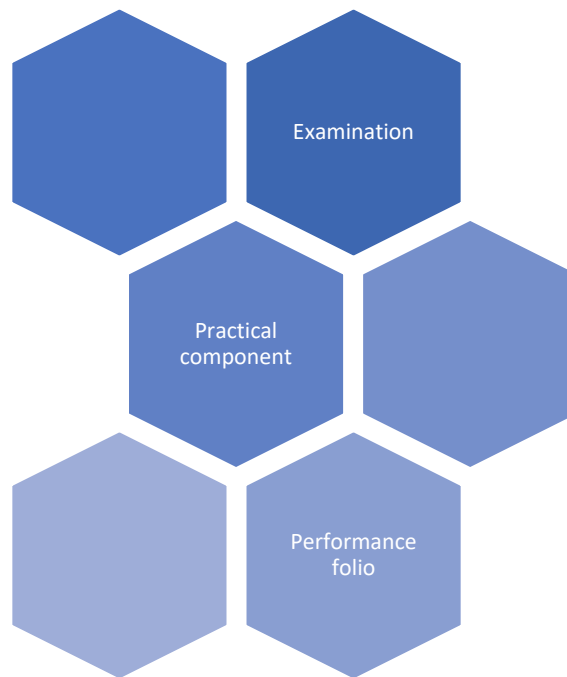 Examination
Practical
component
Performance
folio